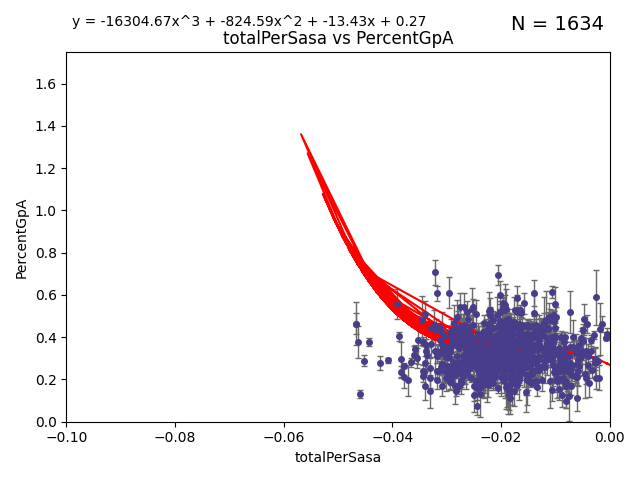 y = -16304.67x^3 + -824.59x^2 + -13.43x + 0.27
N = 1634
totalPerSasa vs PercentGpA
1.6
1.4
1.2
1.0
0.8
0.6
0.4
0.2
0.0
PercentGpA
−0.10 −0.08 −0.06 −0.04 −0.02 0.00
totalPerSasa